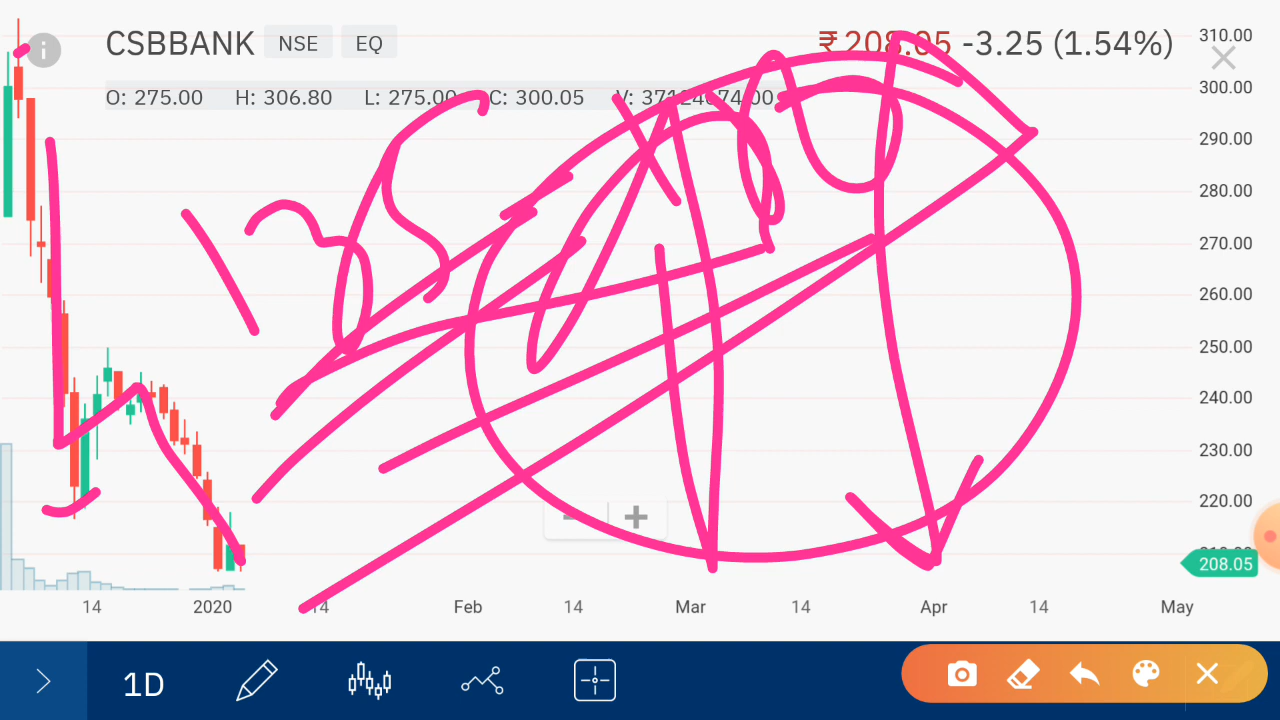 CSBBANK NSE EQ ₹208.05 -3.25 (1.54%)
O: 275.00 H: 306.80 L: 275.00 C: 300.05 V: 37124674.00
310.00
300.00
290.00
280.00
270.00
260.00
250.00
240.00
230.00
220.00
208.05
14 2020 14 Feb 14 Mar 14 Apr 14 May
1D